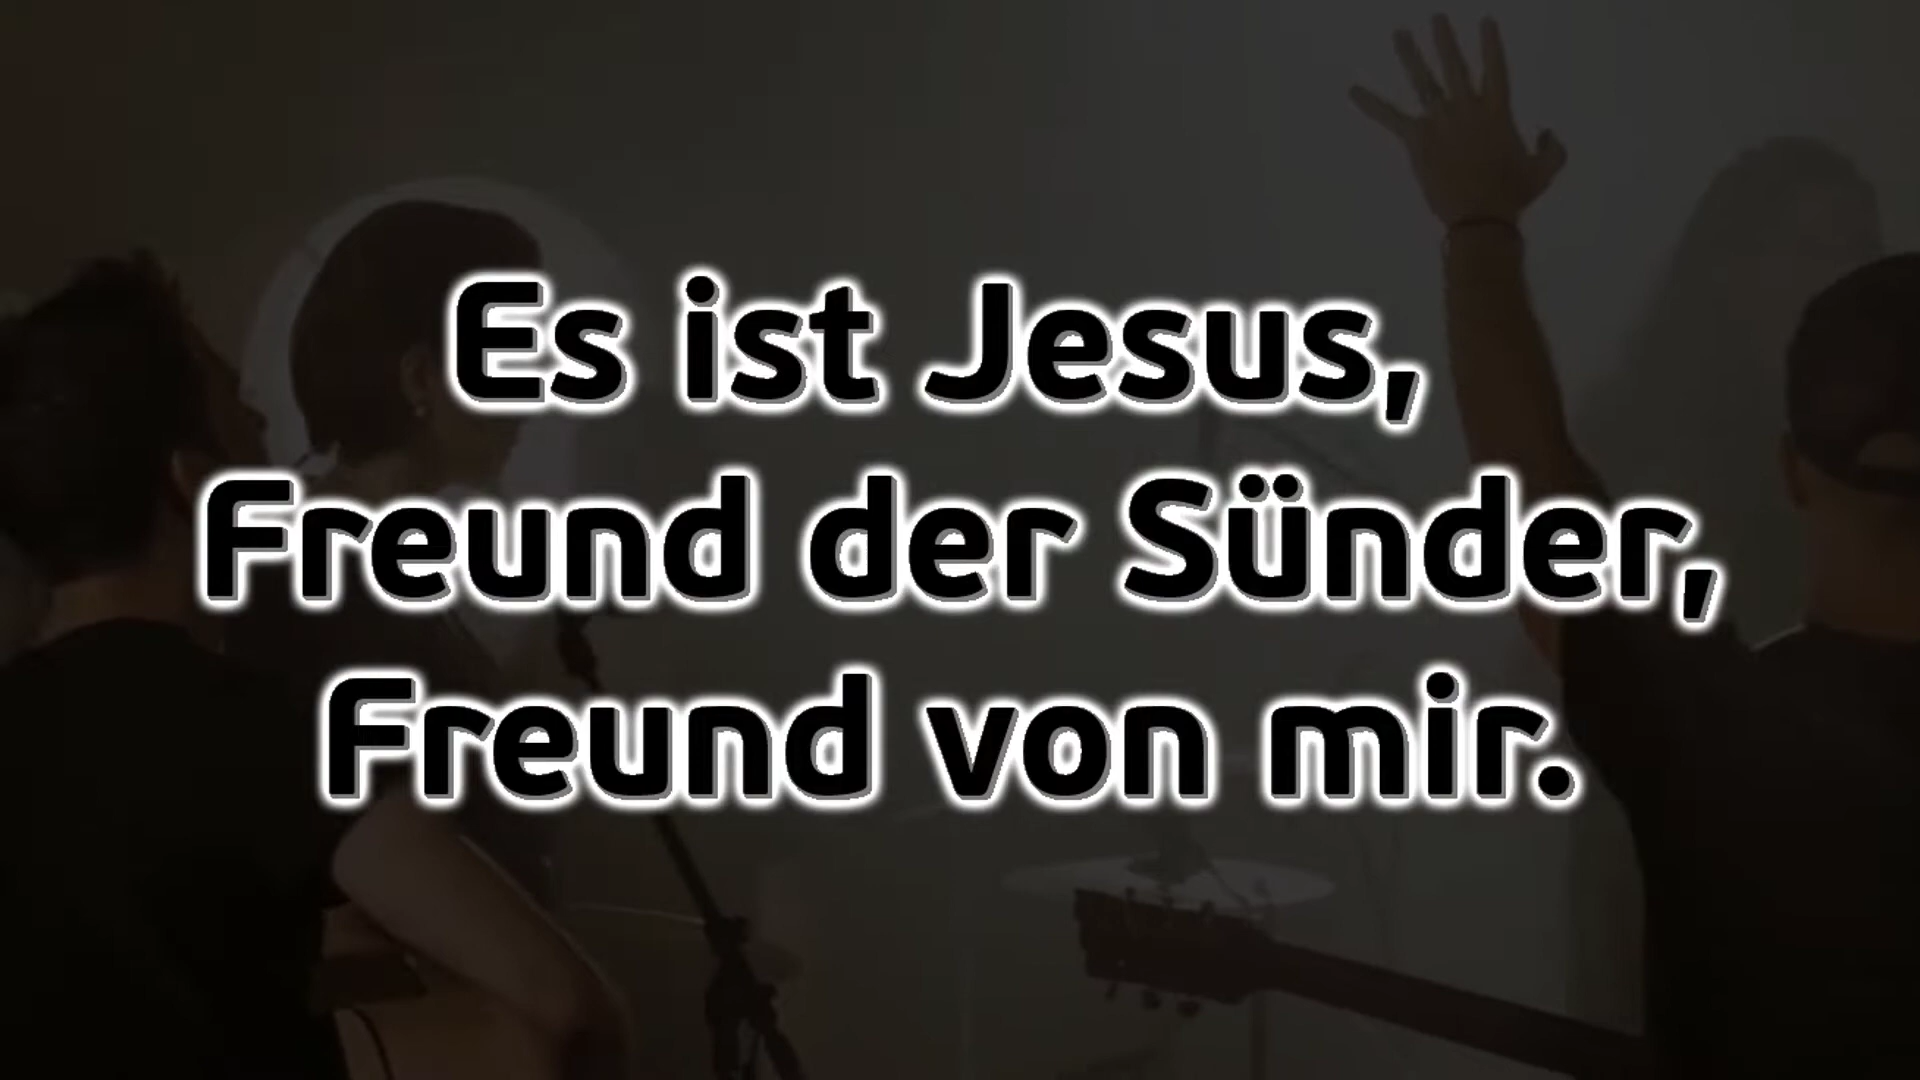 Es ist Jesus,
Freund der Sünder,
Freund von mir.